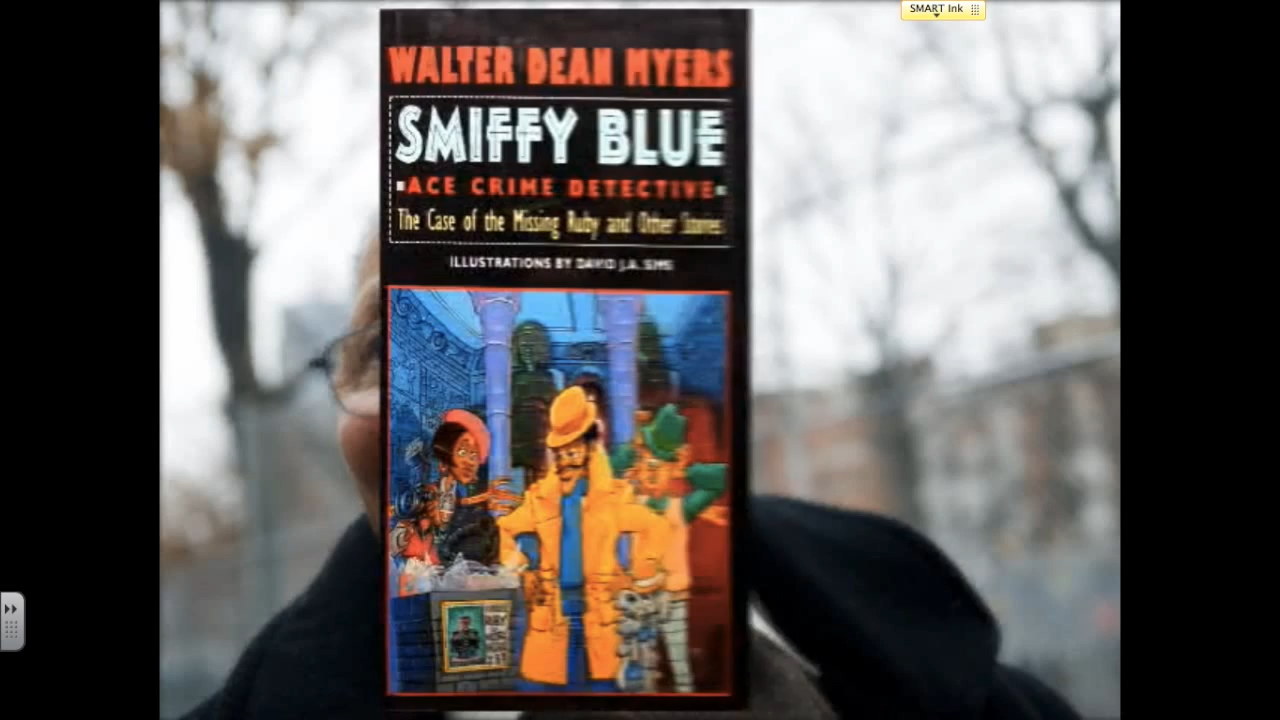 SMART Ink
WALTER DEAN MYERS
SMIFFY BLUE
ACE CRIME DETECTIVE
The Case of the Missing Ruby and Other Stories
ILLUSTRATIONS BY DAVID J.A. SIMS